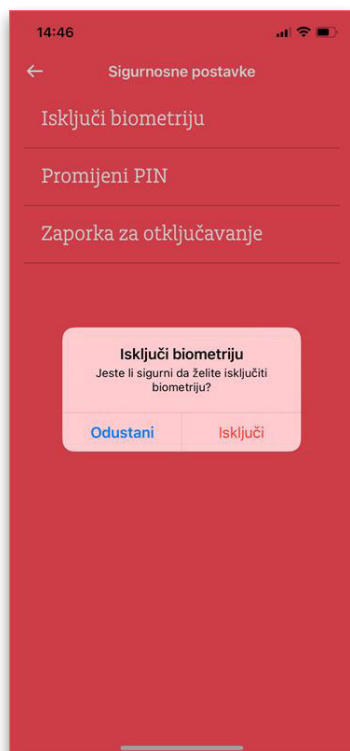 14:46
Sigurnosne postavke
Isključi biometriju
Promijeni PIN
Zaporka za otključavanje
Isključi biometriju
Jeste li sigurni da želite isključiti
biometriju?
Odustani Isključi